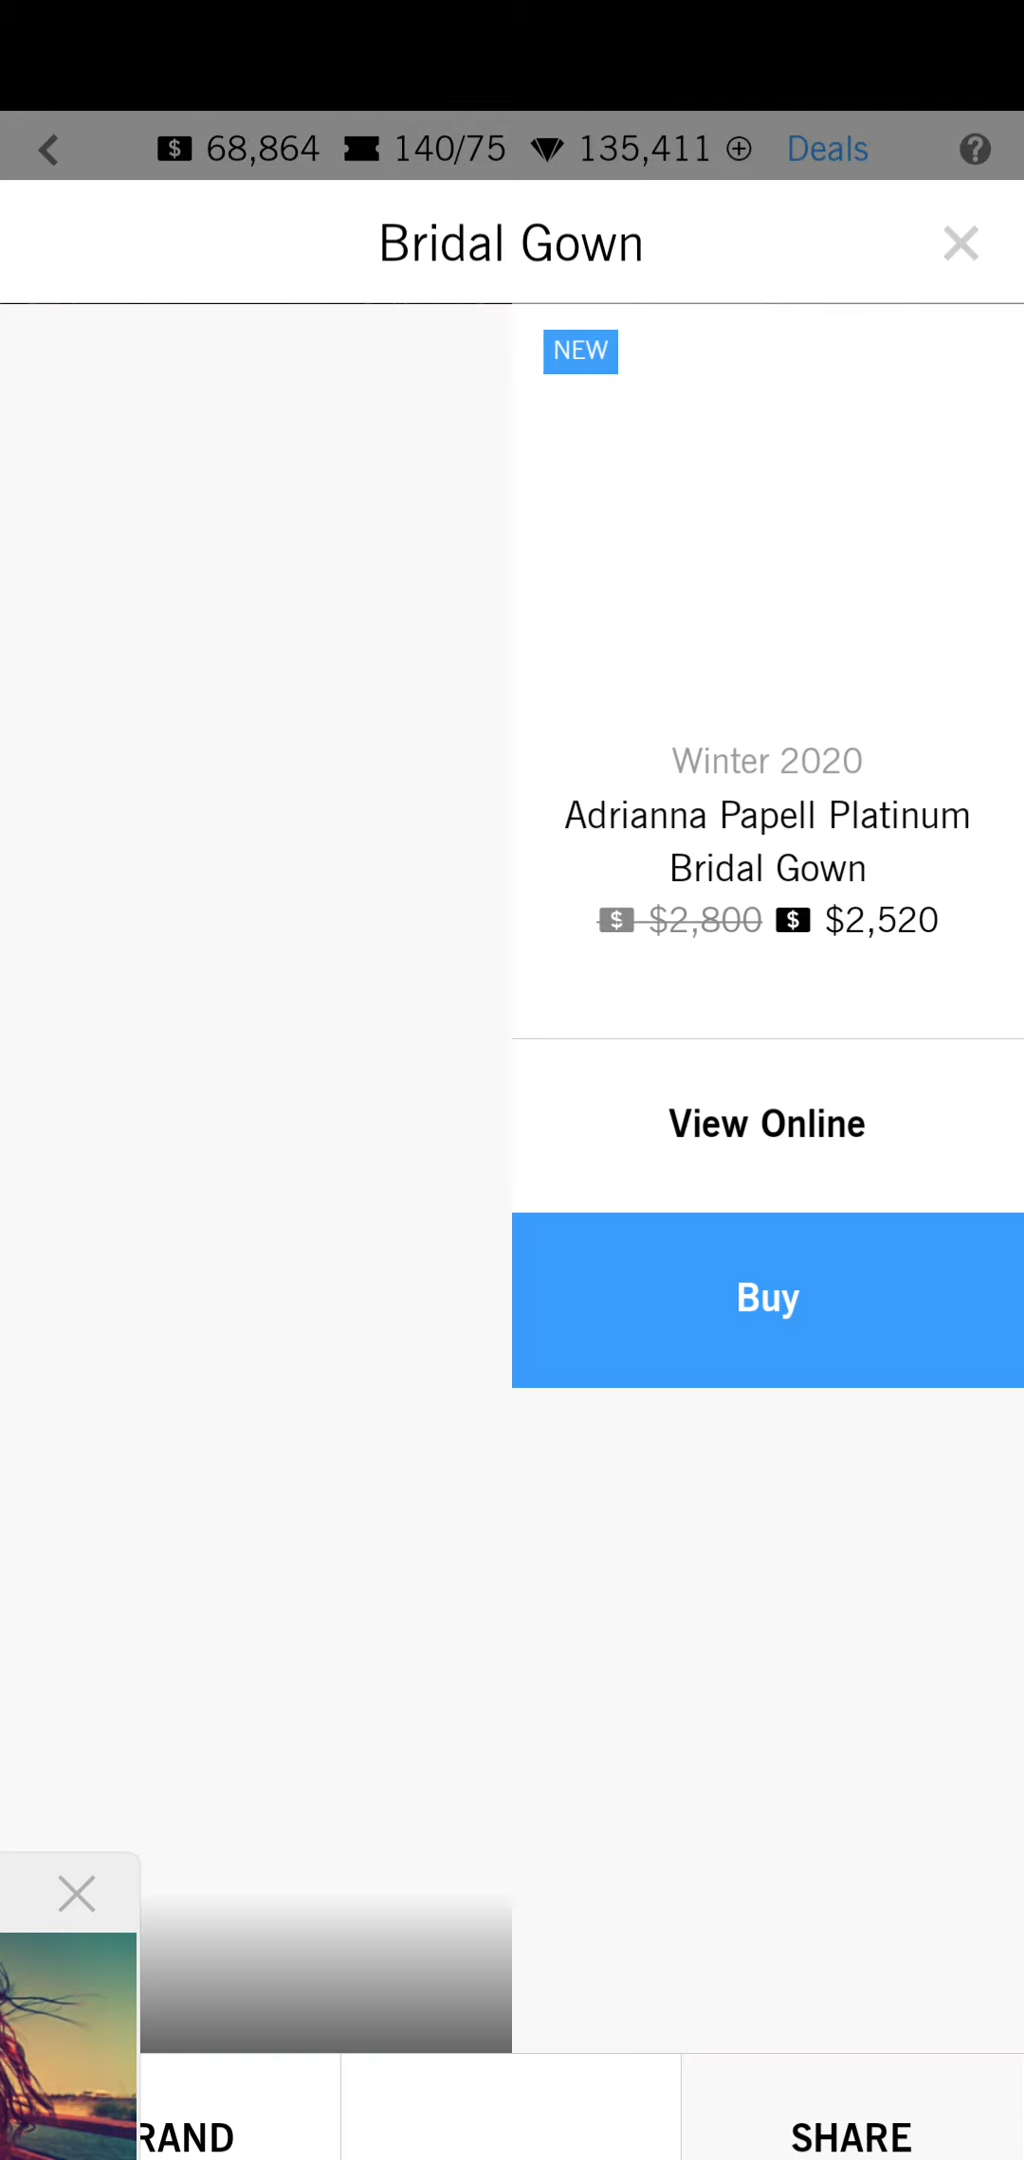 68,864 140/75 135,411 Deals
Bridal Gown
NEW
Winter 2020
Adrianna Papell Platinum
Bridal Gown
$2,800 $2,520
View Online
Buy
RAND SHARE